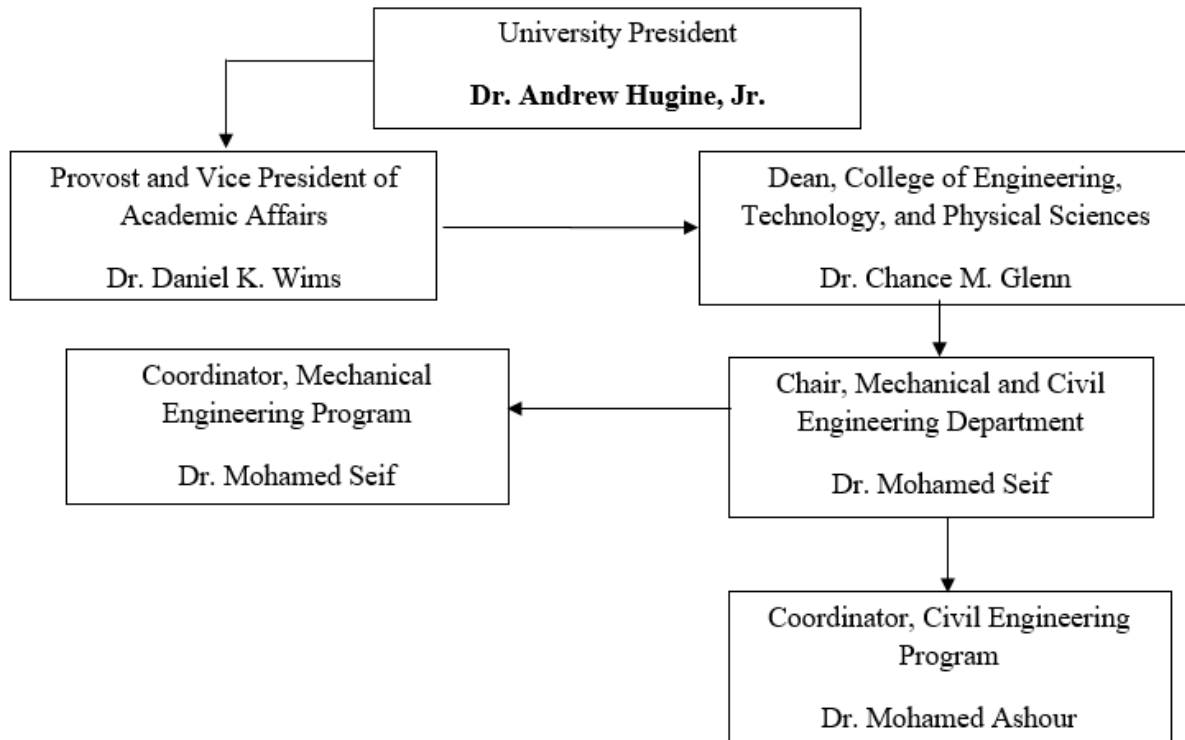 University President
Dr. Andrew Hugine, Jr.
Provost and Vice President of
Academic Affairs
Dr. Daniel K. Wims
Dean, College of Engineering,
Technology, and Physical Sciences
Dr. Chance M. Glenn
Coordinator, Mechanical
Engineering Program
Dr. Mohamed Seif
Chair, Mechanical and Civil
Engineering Department
Dr. Mohamed Seif
Coordinator, Civil Engineering
Program
Dr. Mohamed Ashour